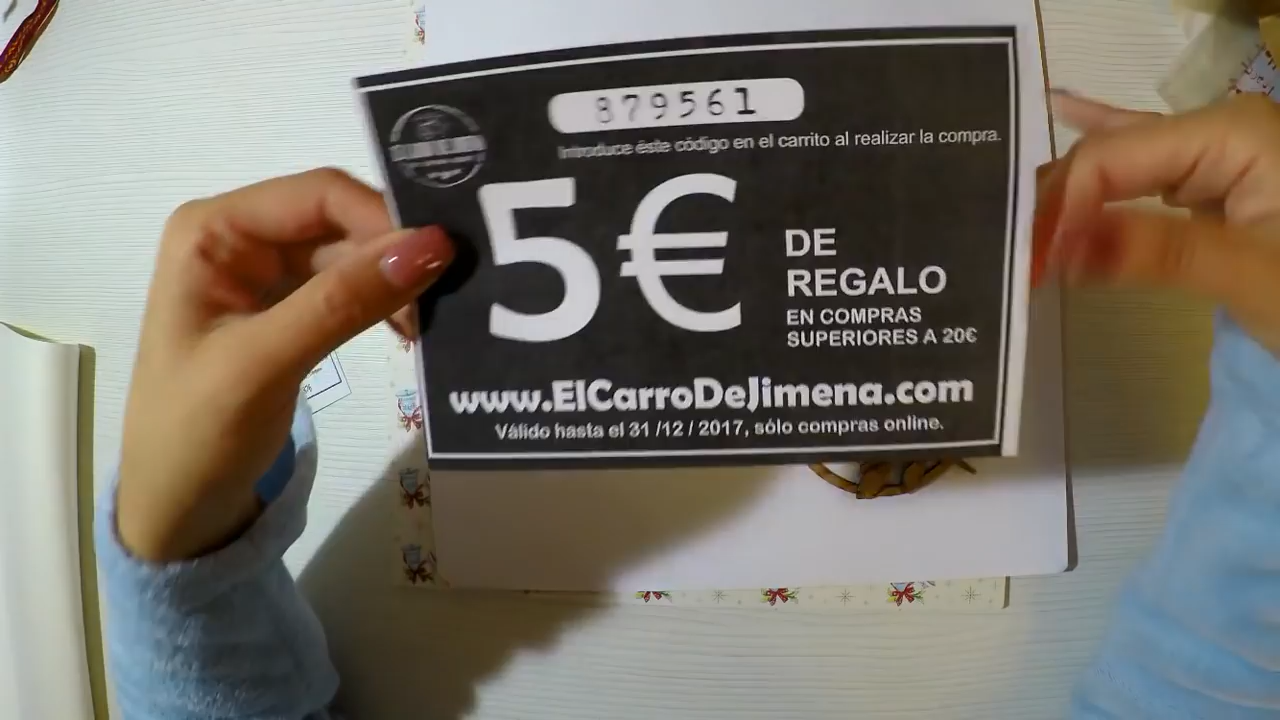 879561
Introduce éste código en el carrito al realizar la compra.
5€
DE
REGALO
EN COMPRAS
SUPERIORES A 20€
www.ElCarroDeJimena.com
Válido hasta el 31 /12 / 2017, sólo compras online.